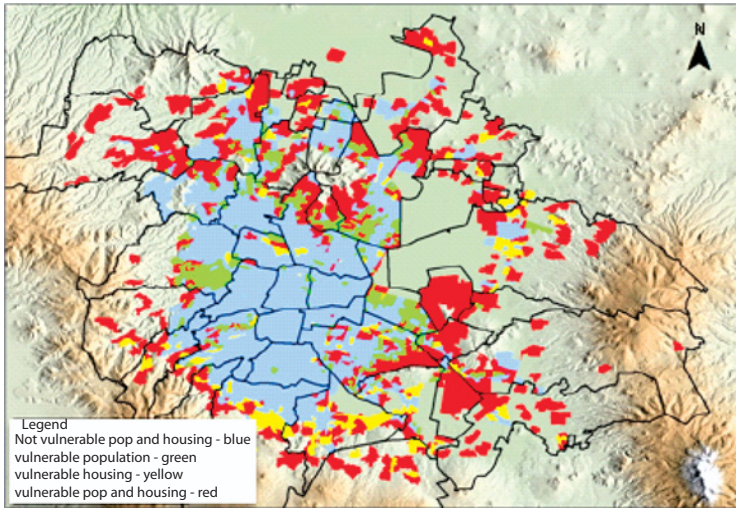 N
Legend
Not vulnerable pop and housing - blue
vulnerable population - green
vulnerable housing - yellow
vulnerable pop and housing - red